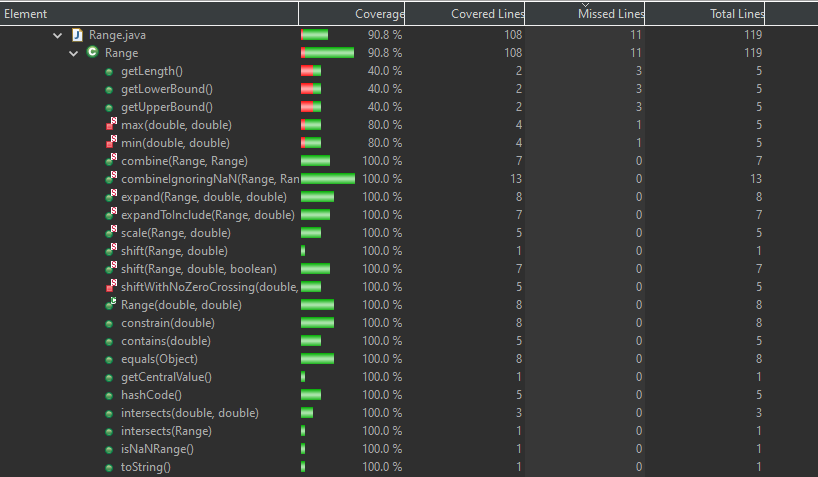 Element Coverage Covered Lines Missed Lines Total Lines
Range.java 90.8 % 108 11 119
Range 90.8 % 108 11 119
getLength() 40.0 % 2 3 5
getLowerBound() 40.0 % 2 3 5
getUpperBound() 40.0 % 2 3 5
max(double, double) 80.0 % 4 1 5
min(double, double) 80.0 % 4 1 5
combine(Range, Range) 100.0 % 7 0 7
combineIgnoringNaN(Range, Ran 100.0 % 13 0 13
expand(Range, double, double) 100.0 % 8 0 8
expandToInclude(Range, double) 100.0 % 7 0 7
scale(Range, double) 100.0 % 5 0 5
shift(Range, double) 100.0 % 1 0 1
shift(Range, double, boolean) 100.0 % 7 0 7
shiftWithNoZeroCrossing(double, 100.0 % 5 0 5
Range(double, double) 100.0 % 8 0 8
constrain(double) 100.0 % 8 0 8
contains(double) 100.0 % 5 0 5
equals(Object) 100.0 % 8 0 8
getCentralValue() 100.0 % 1 0 1
hashCode() 100.0 % 5 0 5
intersects(double, double) 100.0 % 3 0 3
intersects(Range) 100.0 % 1 0 1
isNaNRange() 100.0 % 1 0 1
toString() 100.0 % 1 0 1